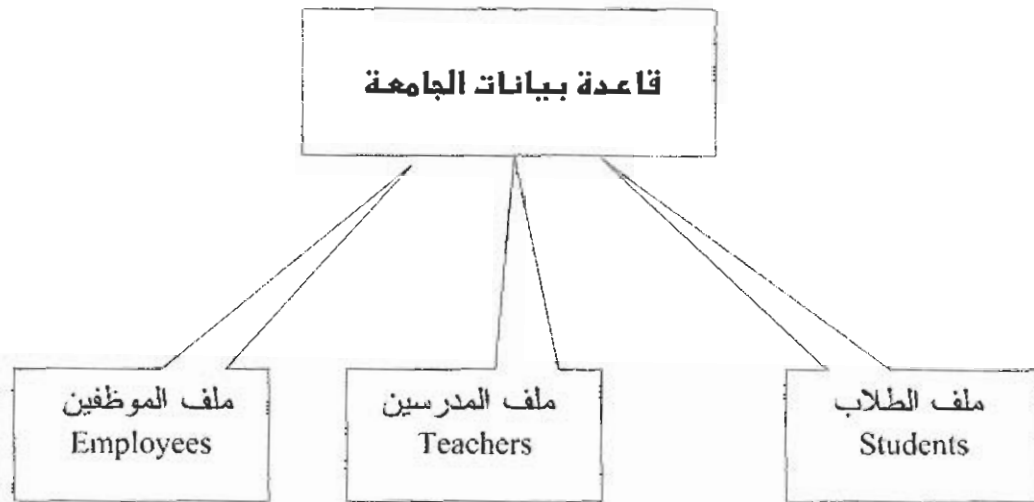 قاعدة بيانات الجامعة
ملف الطلاب
Students
ملف المدرسين
Teachers
ملف الموظفين
Employees